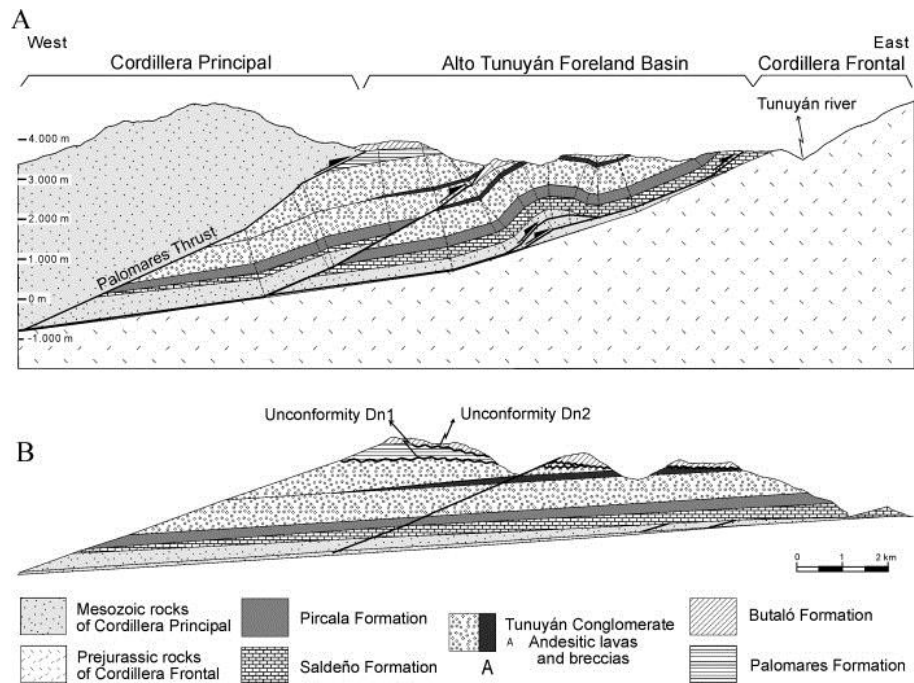 A
West
East
Cordillera Principal
Alto Tunuyán Foreland Basin
Cordillera Frontal
Tunuyán river
4.000 m
3.000 m
2.000 m
1.000 m
0 m
-1.000 m
Palomares Thrust
Unconformity Dn1
Unconformity Dn2
B
0 1 2 km
Mesozoic rocks
of Cordillera Principal
Prejurassic rocks
of Cordillera Frontal
Pircala Formation
Saldeño Formation
Tunuyán Conglomerate
A Andesitic lavas
and breccias
A
Butaló Formation
Palomares Formation